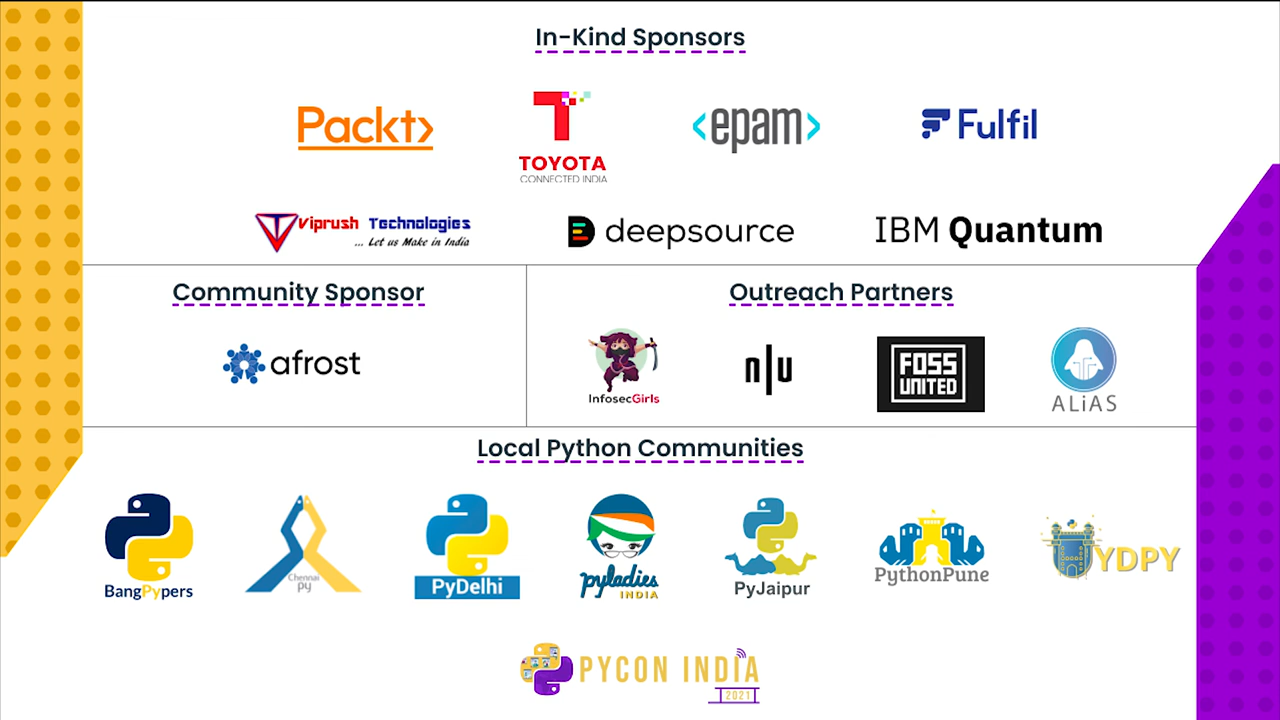 In-Kind Sponsors
Packt
TOYOTA
CONNECTED INDIA
<epam>
Fulfil
Viprush Technologies
... Let us Make in India
deepsource
IBM Quantum
Community Sponsor
Outreach Partners
afrost
InfosecGirls
n|u
FOSS
UNITED
ALiAS
Local Python Communities
BangPypers
Chennai
py
PyDelhi
pyladies
INDIA
PyJaipur
PythonPune
YDPY
PYCON INDIA
2021